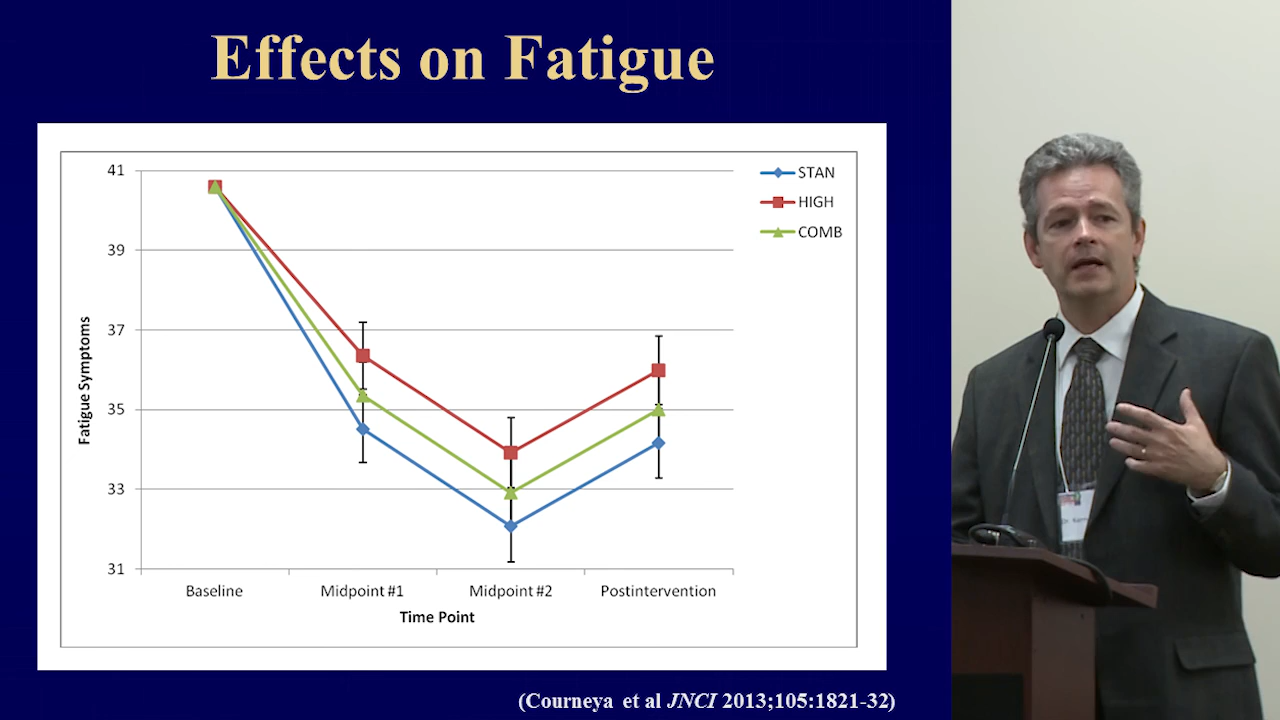 Effects on Fatigue
41
39
37
35
33
31
Fatigue Symptoms
STAN
HIGH
COMB
Baseline Midpoint #1 Midpoint #2 Postintervention
Time Point
(Courneya et al JNCI 2013;105:1821-32)